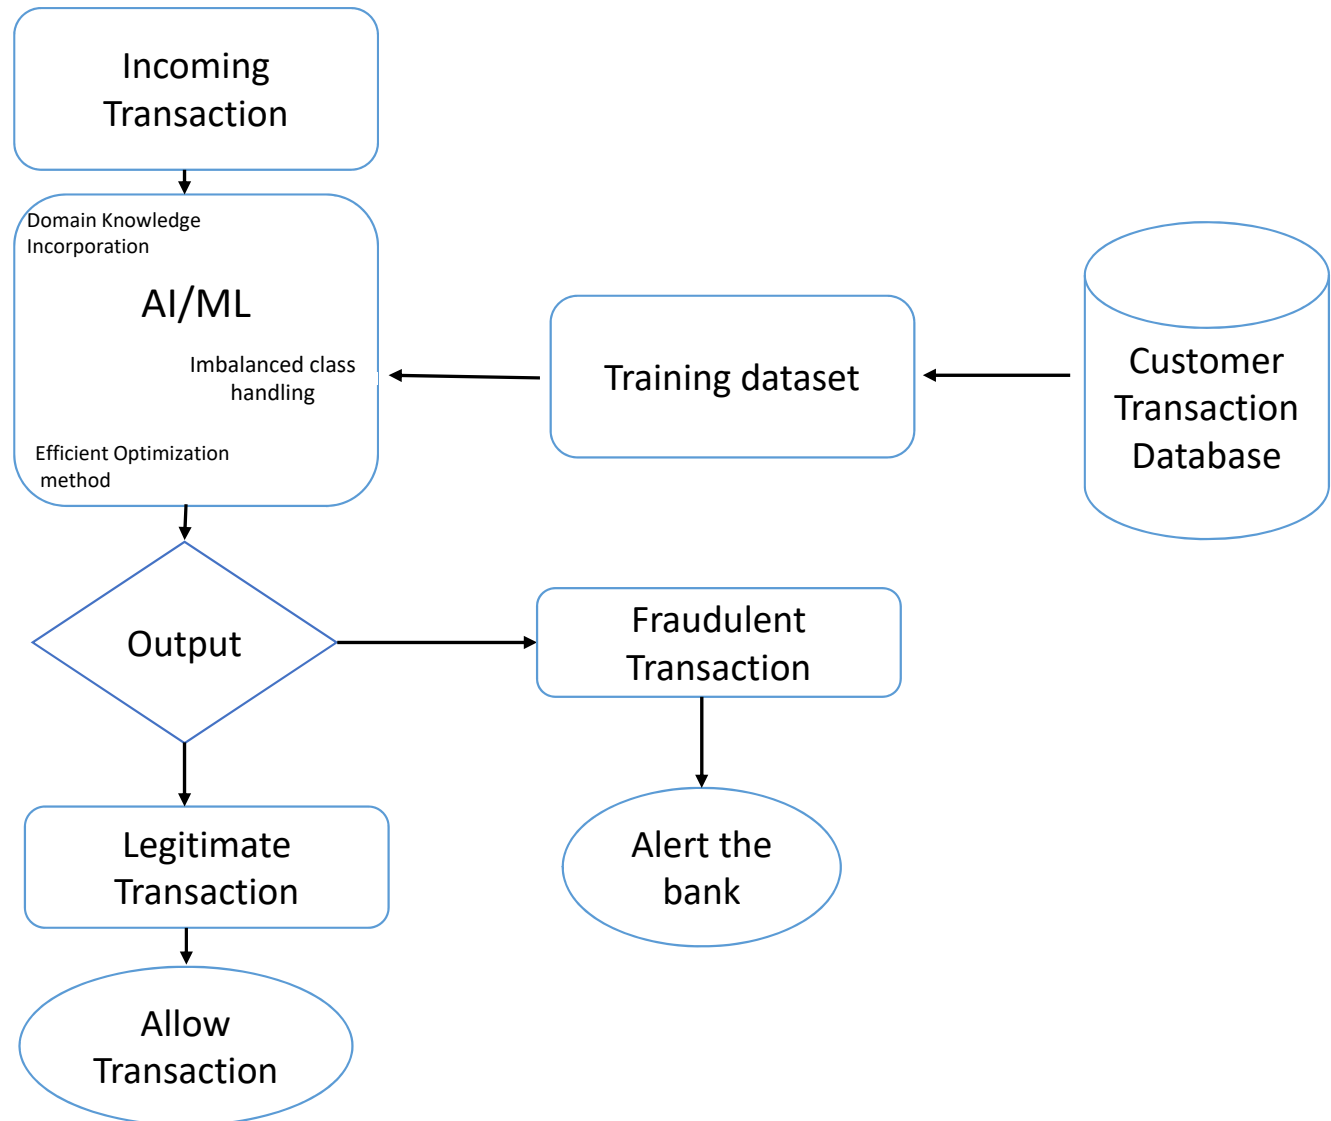 Incoming
Transaction
Domain Knowledge
Incorporation
AI/ML
Imbalanced class
handling
Efficient Optimization
method
Training dataset
Customer
Transaction
Database
Output
Fraudulent
Transaction
Legitimate
Transaction
Alert the
bank
Allow
Transaction